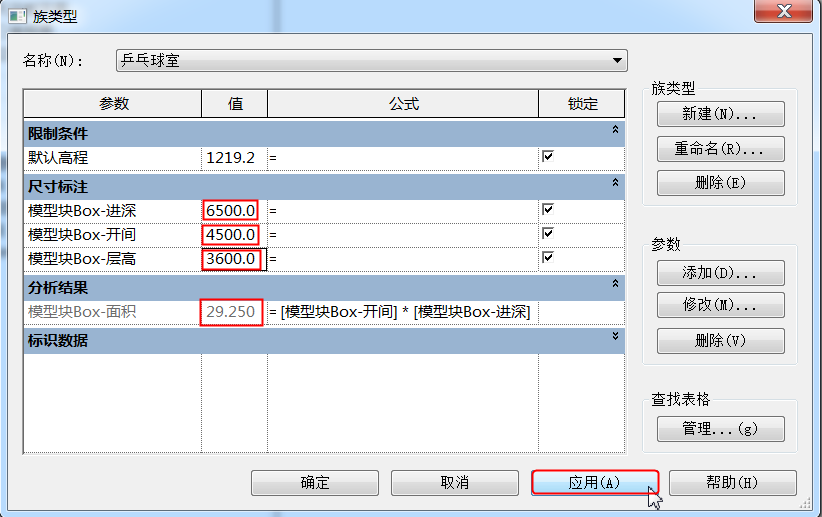 族类型
名称(N): 乒乓球室
参数 值 公式 锁定
限制条件
默认高程 1219.2 =
尺寸标注
模型块Box-进深 6500.0 =
模型块Box-开间 4500.0 =
模型块Box-层高 3600.0 =
分析结果
模型块Box-面积 29.250 = [模型块Box-开间] * [模型块Box-进深]
标识数据
族类型
新建(N)...
重命名(R)...
删除(E)
参数
添加(D)...
修改(M)...
删除(V)
查找表格
管理...(g)
确定 取消 应用(A) 帮助(H)